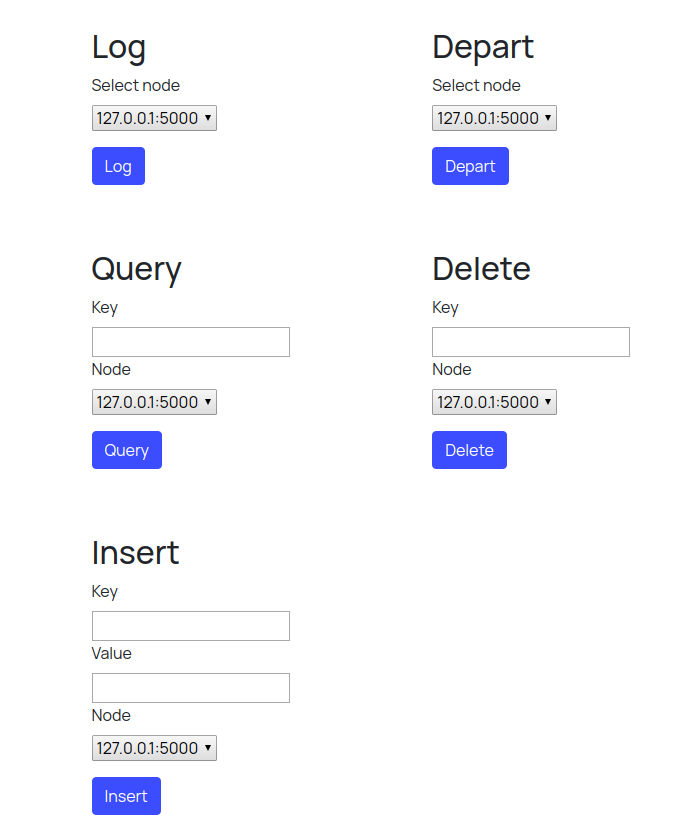 Log
Select node
127.0.0.1:5000
Log
Depart
Select node
127.0.0.1:5000
Depart
Query
Key
Node
127.0.0.1:5000
Query
Delete
Key
Node
127.0.0.1:5000
Delete
Insert
Key
Value
Node
127.0.0.1:5000
Insert